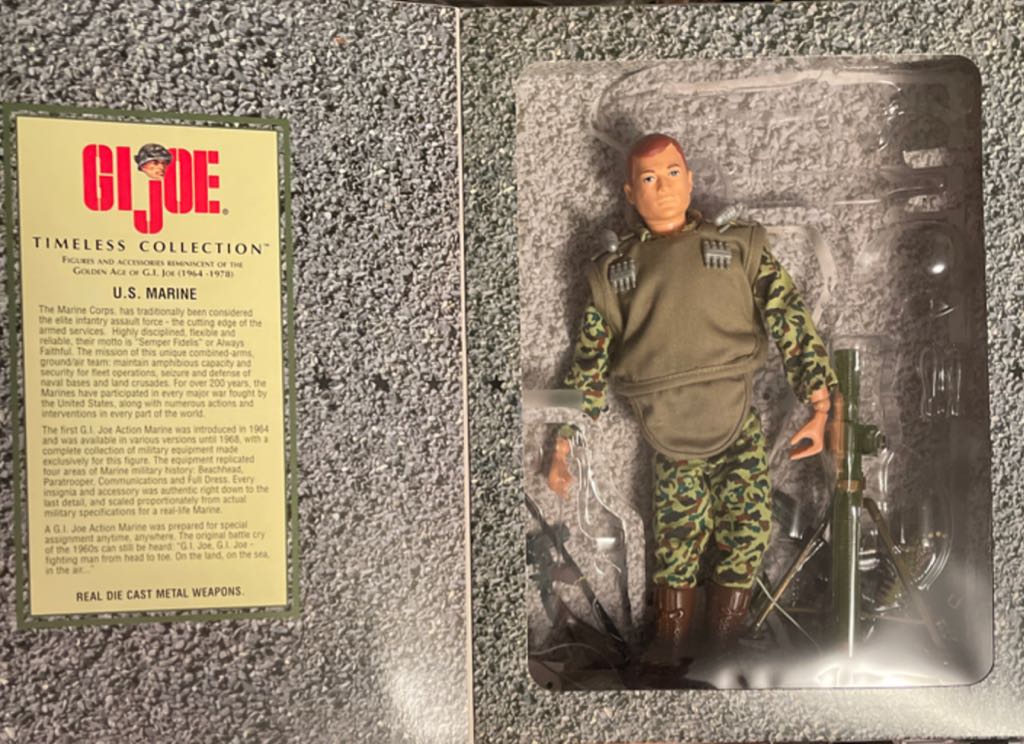 GI JOE®
TIMELESS COLLECTION™
FIGURES AND ACCESSORIES REMINISCENT OF THE
GOLDEN AGE OF G.I. JOE (1964 -1978)
U.S. MARINE
The Marine Corps. has traditionally been considered
the elite infantry assault force - the cutting edge of the
armed services. Highly disciplined, flexible and
reliable, their motto is "Semper Fidelis" or Always
Faithful. The mission of this unique combined-arms,
ground/air team: maintain amphibious capacity and
security for fleet operations, seizure and defense of
naval bases and land crusades. For over 200 years, the
Marines have participated in every major war fought by
the United States, along with numerous actions and
interventions in every part of the world.
The first G.I. Joe Action Marine was introduced in 1964
and was available in various versions until 1968, with a
complete collection of military equipment made
exclusively for this figure. The equipment replicated
four areas of Marine military history: Beachhead,
Paratrooper, Communications and Full Dress. Every
insignia and accessory was authentic right down to the
last detail, and scaled proportionately from actual
military specifications for a real-life Marine.
A G.I. Joe Action Marine was prepared for special
assignment anytime, anywhere. The original battle cry
of the 1960s can still be heard: "G.I. Joe, G.I. Joe -
fighting man from head to toe. On the land, on the sea,
in the air..."
REAL DIE CAST METAL WEAPONS.